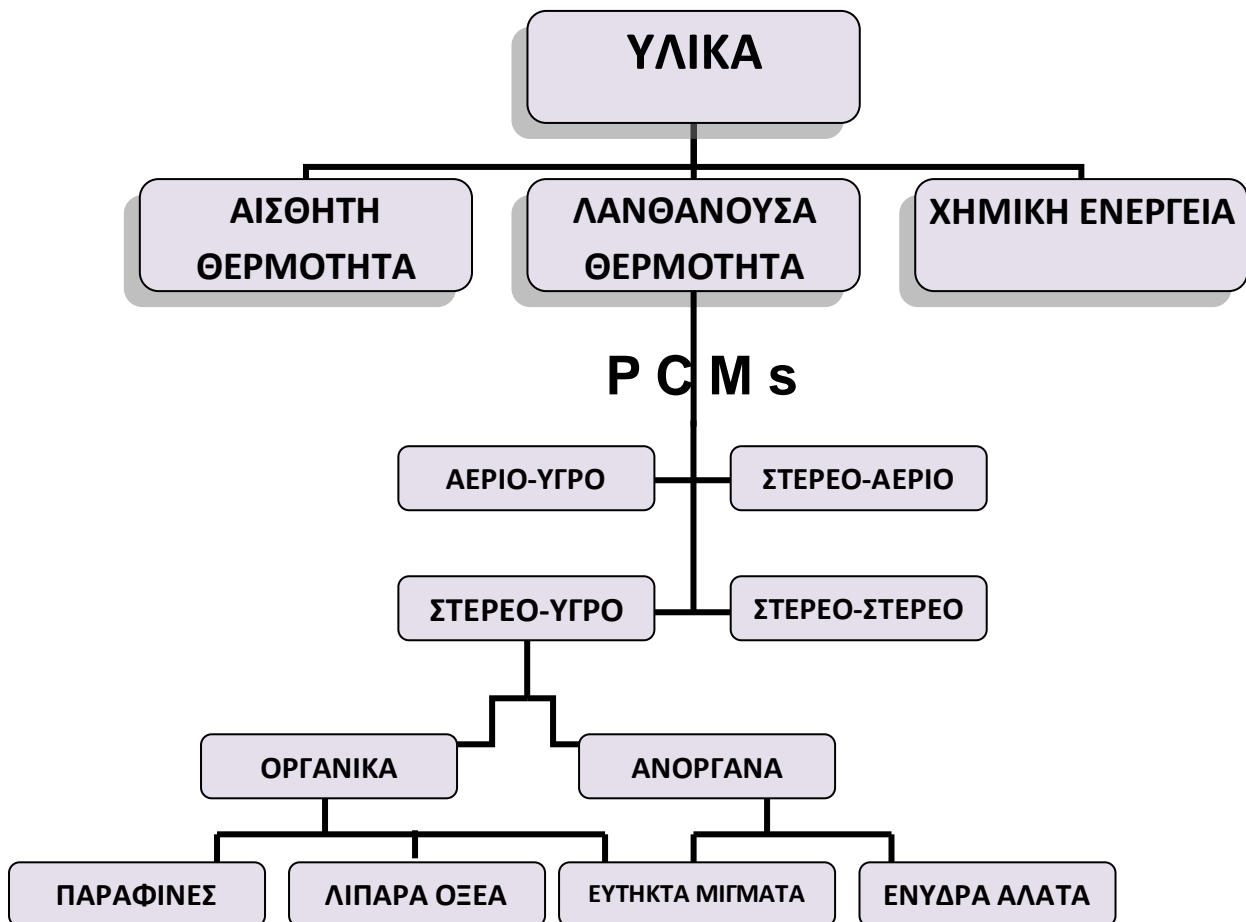 ΥΛΙΚΑ
ΑΙΣΘΗΤΗ
ΘΕΡΜΟΤΗΤΑ
ΛΑΝΘΑΝΟΥΣΑ
ΘΕΡΜΟΤΗΤΑ
ΧΗΜΙΚΗ ΕΝΕΡΓΕΙΑ
P C M s
ΑΕΡΙΟ-ΥΓΡΟ
ΣΤΕΡΕΟ-ΑΕΡΙΟ
ΣΤΕΡΕΟ-ΥΓΡΟ
ΣΤΕΡΕΟ-ΣΤΕΡΕΟ
ΟΡΓΑΝΙΚΑ
ΑΝΟΡΓΑΝΑ
ΠΑΡΑΦΙΝΕΣ
ΛΙΠΑΡΑ ΟΞΕΑ
ΕΥΤΗΚΤΑ ΜΙΓΜΑΤΑ
ΕΝΥΔΡΑ ΑΛΑΤΑ